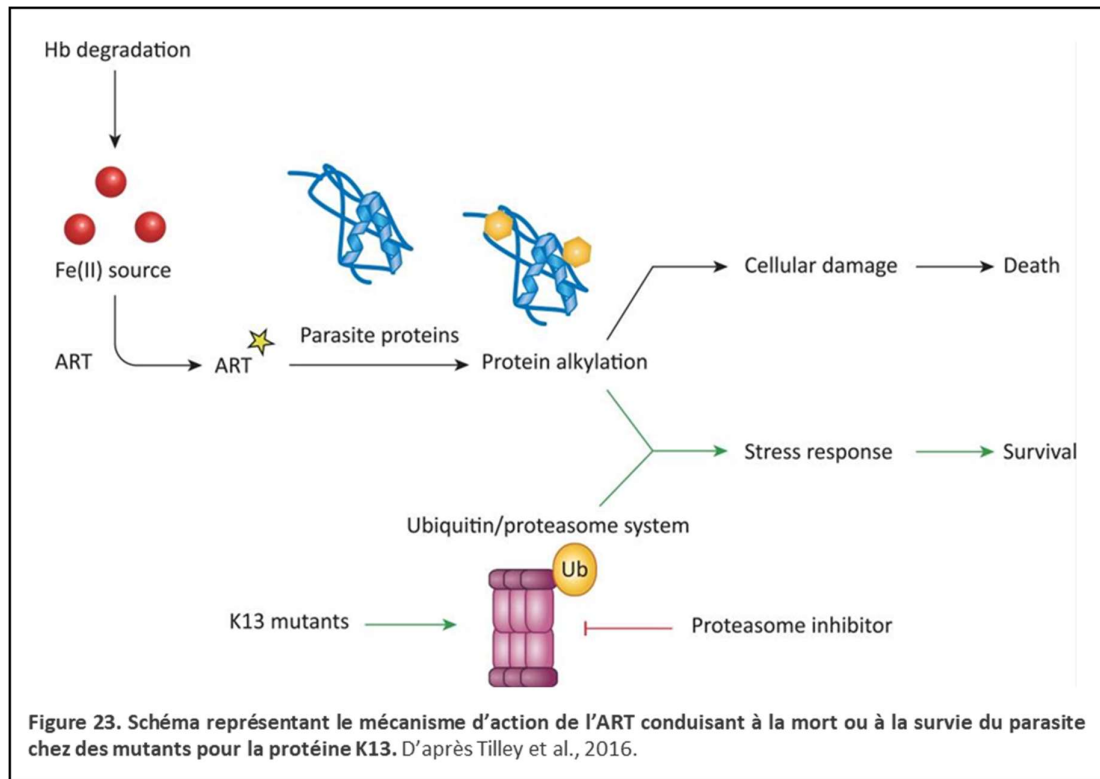 Hb degradation
Fe(II) source
ART
ART
Parasite proteins
Protein alkylation
Cellular damage
Death
Stress response
Survival
Ubiquitin/proteasome system
Ub
K13 mutants
Proteasome inhibitor
Figure 23. Schéma représentant le mécanisme d'action de l'ART conduisant à la mort ou à la survie du parasite
chez des mutants pour la protéine K13. D'après Tilley et al., 2016.